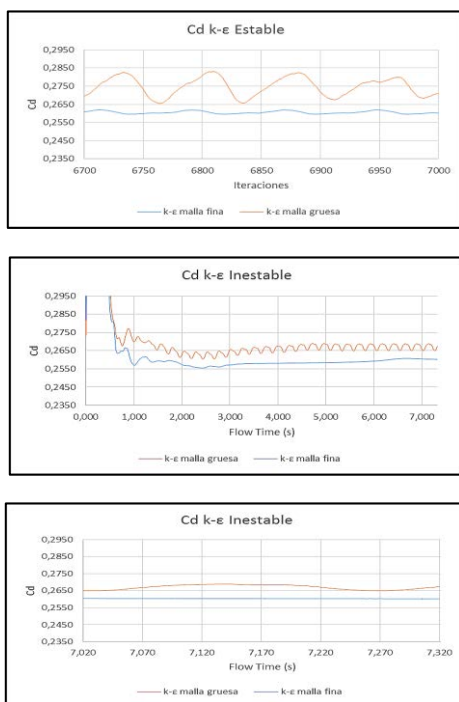 Cd k-ε Estable
0,2950
0,2850
0,2750
0,2650
0,2550
0,2450
0,2350
Cd
6700 6750 6800 6850 6900 6950 7000
Iteraciones
k-ε malla fina k-ε malla gruesa
Cd k-ε Inestable
0,2950
0,2850
0,2750
0,2650
0,2550
0,2450
0,2350
Cd
0,000 1,000 2,000 3,000 4,000 5,000 6,000 7,000
Flow Time (s)
k-ε malla gruesa k-ε malla fina
Cd k-ε Inestable
0,2950
0,2850
0,2750
0,2650
0,2550
0,2450
0,2350
Cd
7,020 7,070 7,120 7,170 7,220 7,270 7,320
Flow Time (s)
k-ε malla gruesa k-ε malla fina